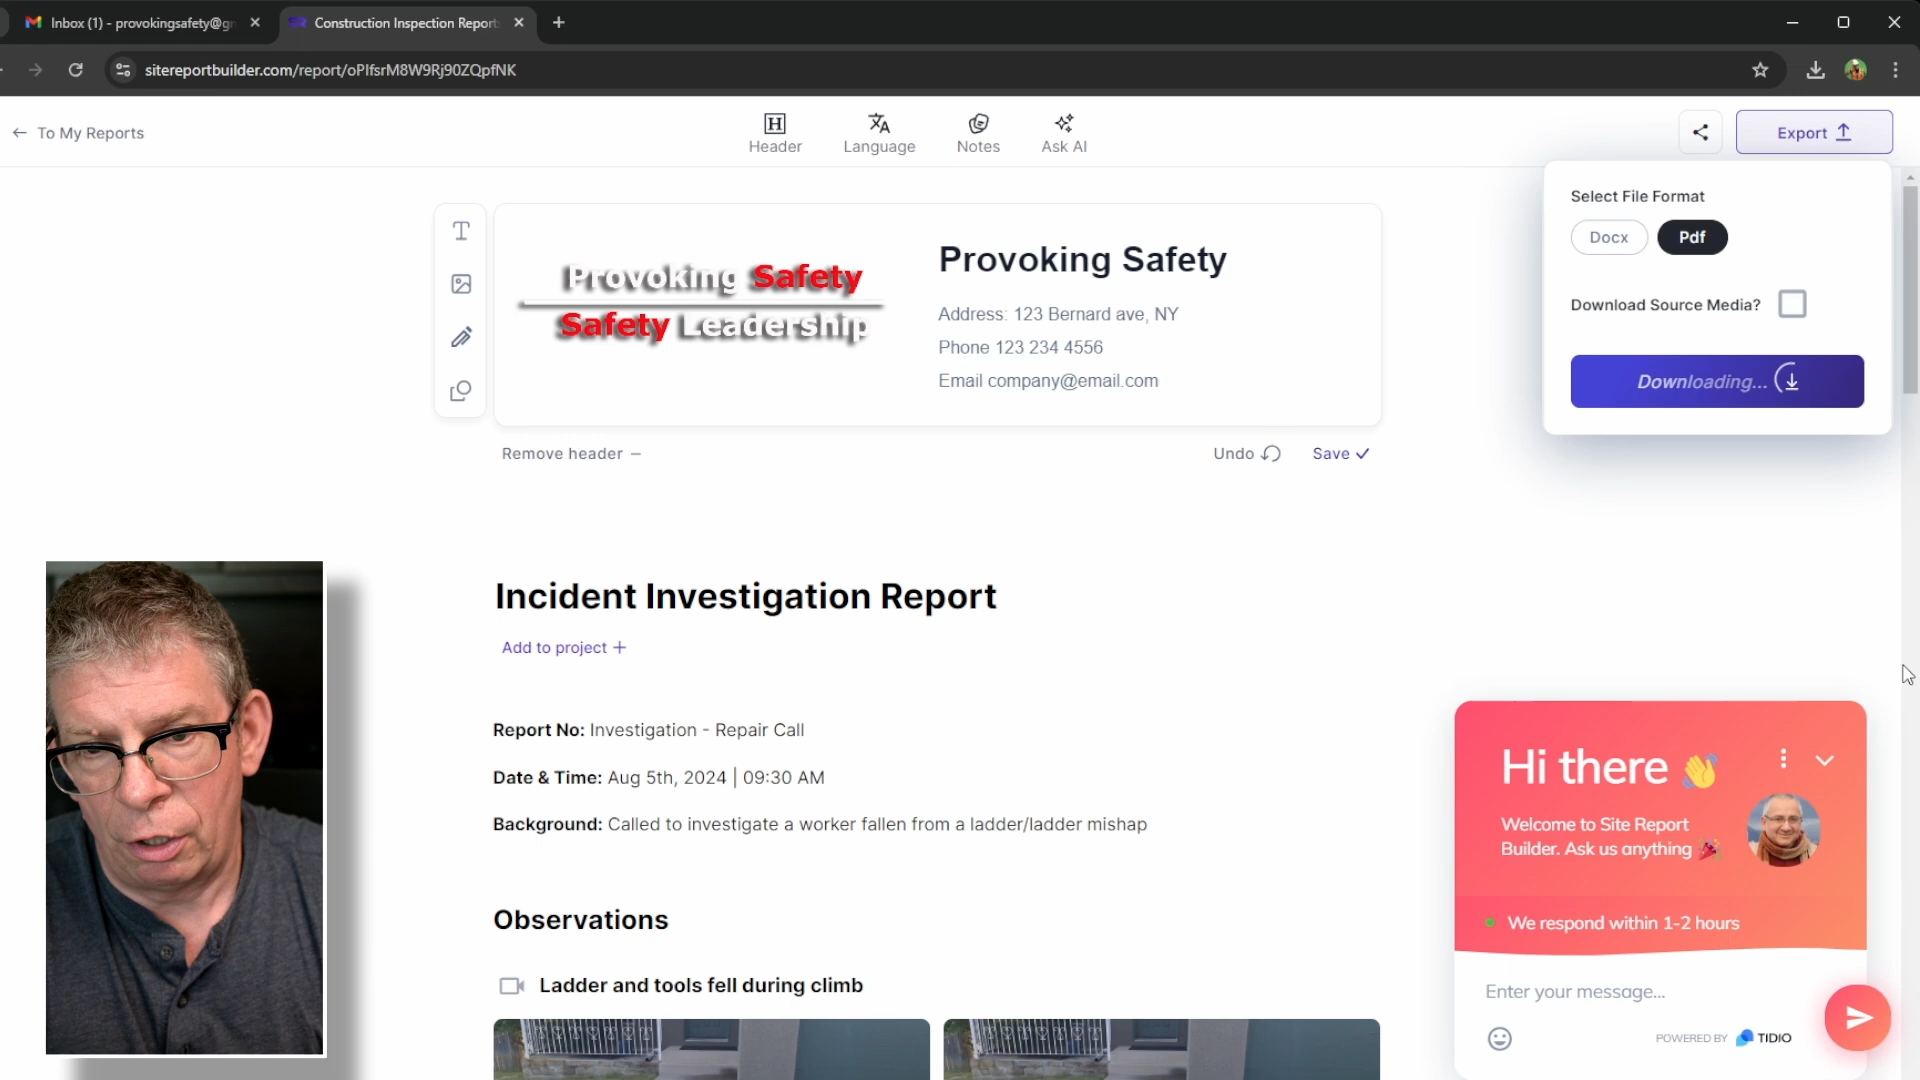 Inbox (1) - provokingsafety@g
Construction Inspection Report
sitereportbuilder.com/report/oPIfsrM8W9Rj90ZQpfNK
To My Reports
Header
Language
Notes
Ask AI
Export
Select File Format
Docx
Pdf
Download Source Media?
Downloading...
Provoking Safety
Safety Leadership
Provoking Safety
Address: 123 Bernard ave, NY
Phone 123 234 4556
Email company@email.com
Remove header
Undo
Save
Incident Investigation Report
Add to project +
Report No: Investigation - Repair Call
Date & Time: Aug 5th, 2024 | 09:30 AM
Background: Called to investigate a worker fallen from a ladder/ladder mishap
Observations
Ladder and tools fell during climb
Hi there 👋
Welcome to Site Report
Builder. Ask us anything 🎉
We respond within 1-2 hours
Enter your message...
POWERED BY TIDIO